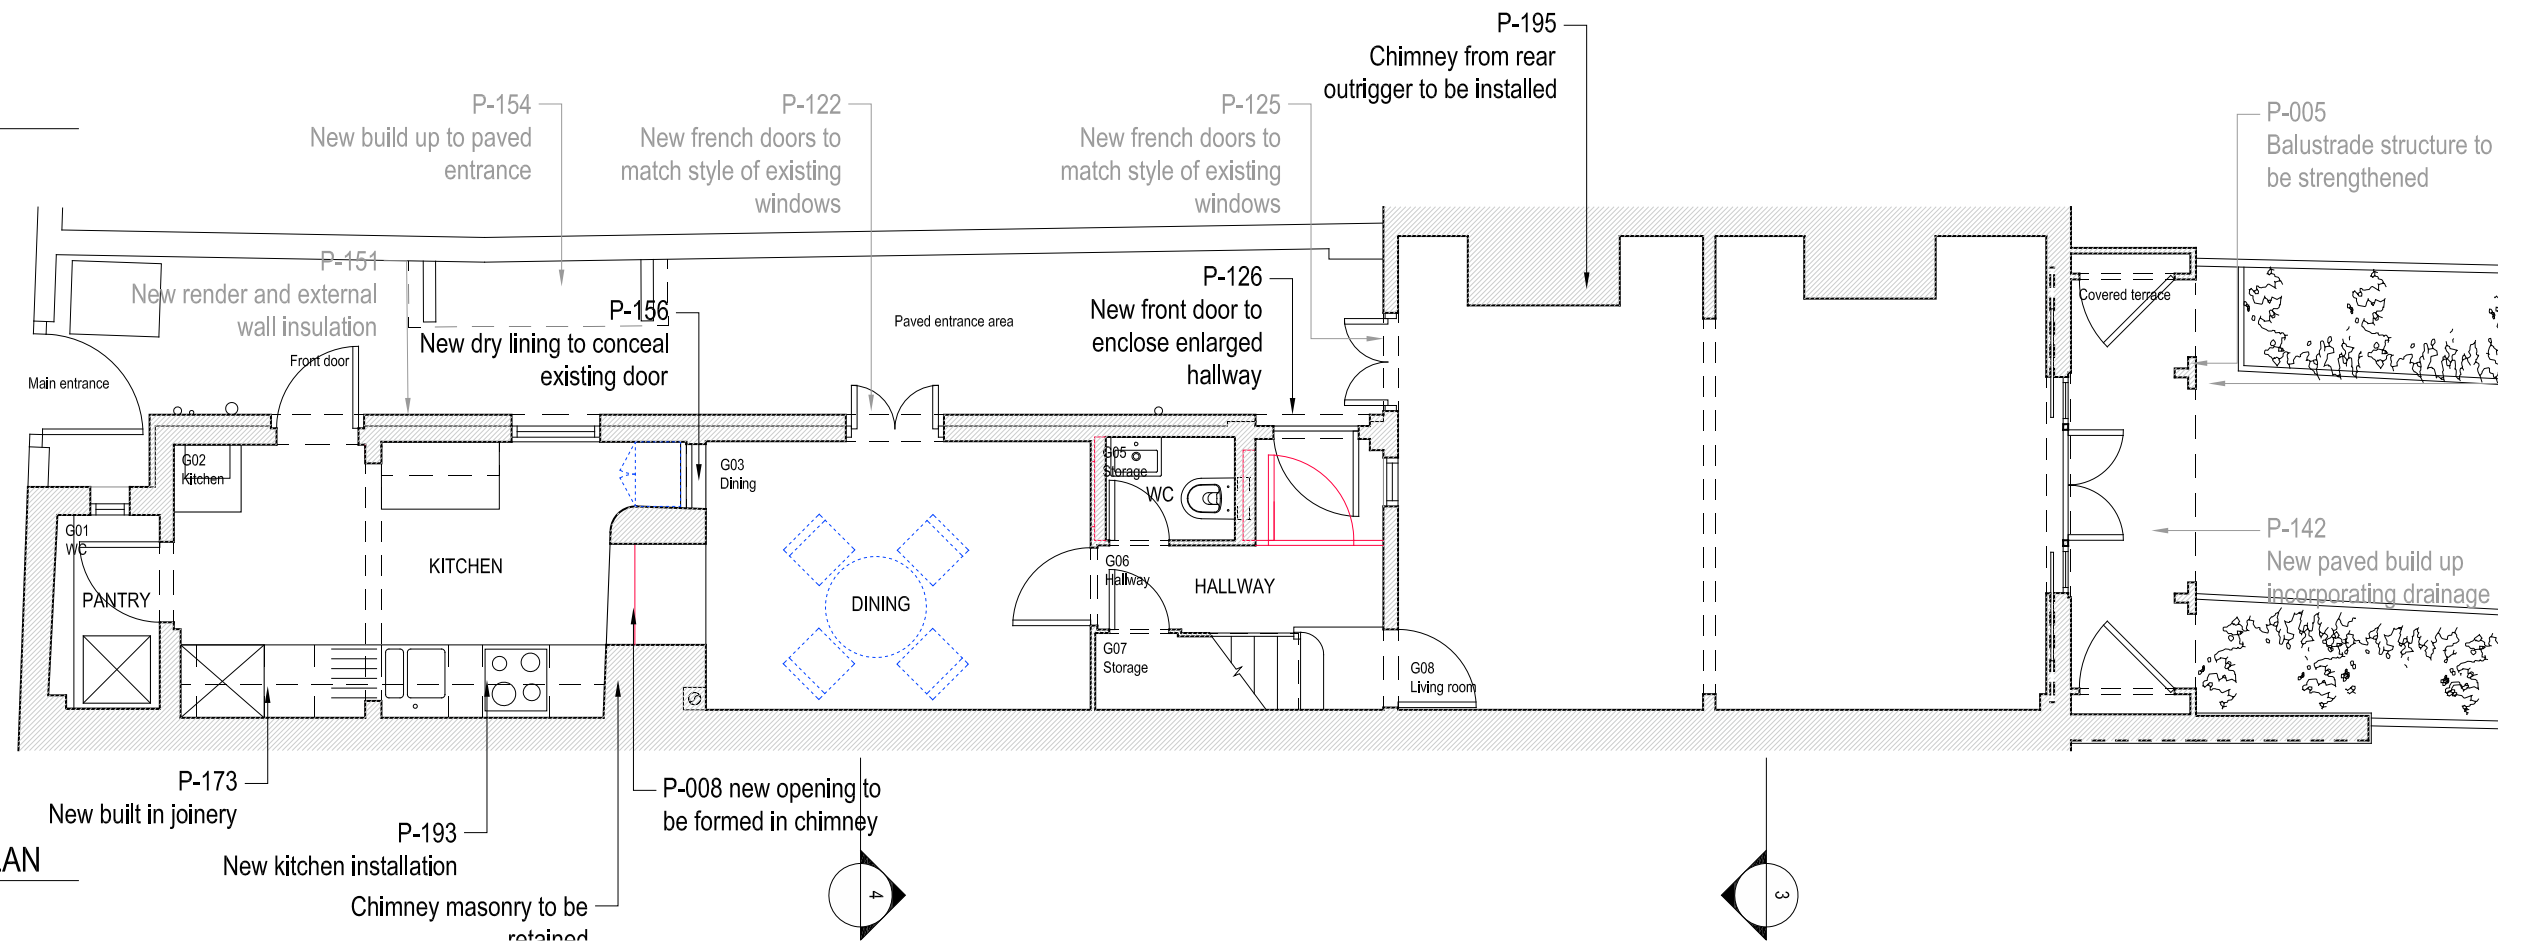 P-195
Chimney from rear
outrigger to be installed
P-154
New build up to paved
entrance
P-122
New french doors to
match style of existing
windows
P-125
New french doors to
match style of existing
windows
P-005
Balustrade structure to
be strengthened
P-151
New render and external
wall insulation
P-156
New dry lining to conceal
existing door
Paved entrance area
P-126
New front door to
enclose enlarged
hallway
Covered terrace
Front door
Main entrance
G02
Kitchen
G03
Dining
G05
Storage
WC
G01
WC
PANTRY
KITCHEN
DINING
G06
Hallway
HALLWAY
G07
Storage
G08
Living room
P-142
New paved build up
incorporating drainage
P-173
New built in joinery
P-193
New kitchen installation
P-008 new opening to
be formed in chimney
Chimney masonry to be
retained
LAN
4
3